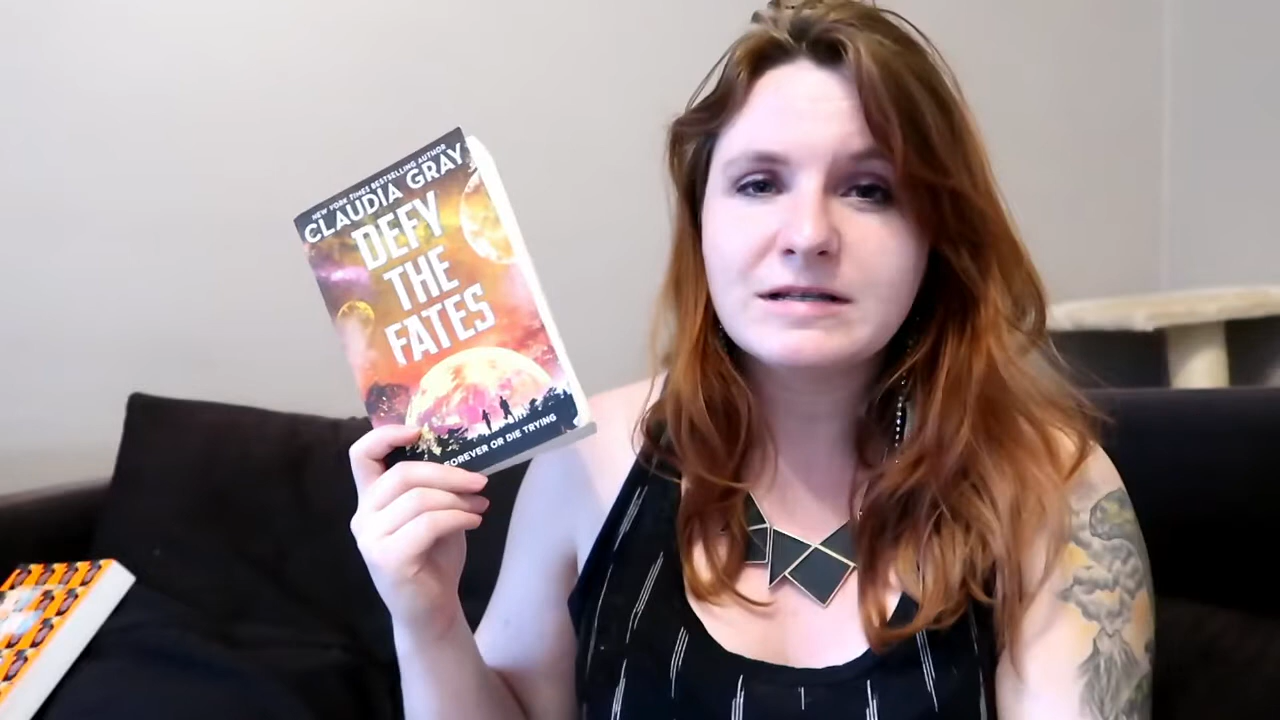 NEW YORK TIMES BESTSELLING AUTHOR
CLAUDIA GRAY
DEFY
THE
FATES
FOREVER OR DIE TRYING